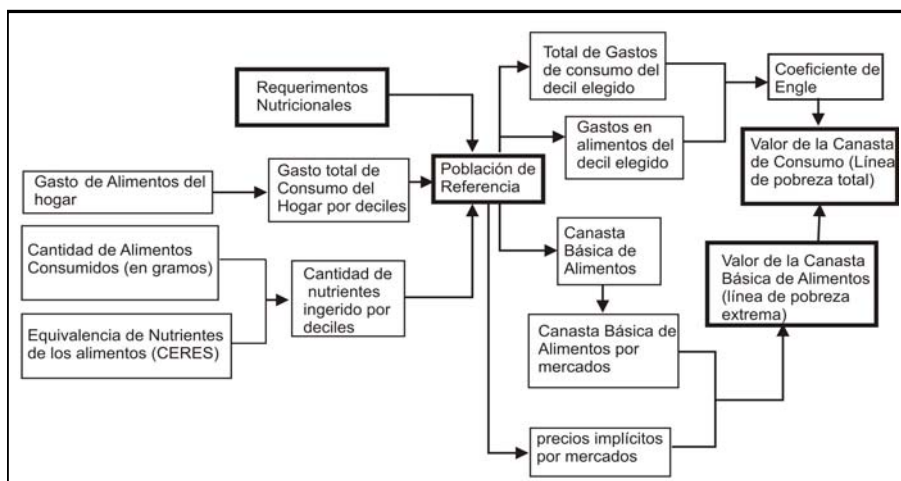 Requerimentos
Nutricionales
Gasto de Alimentos del
hogar
Gasto total de
Consumo del
Hogar por deciles
Cantidad de Alimentos
Consumidos (en gramos)
Equivalencia de Nutrientes
de los alimentos (CERES)
Cantidad de
nutrientes
ingerido por
deciles
Población de
Referencia
Total de Gastos
de consumo del
decil elegido
Gastos en
alimentos del
decil elegido
Canasta
Básica de
Alimentos
Canasta Básica de
Alimentos por
mercados
precios implícitos
por mercados
Coeficiente de
Engle
Valor de la Canasta
de Consumo (Línea
de pobreza total)
Valor de la Canasta
Básica de Alimentos
(línea de pobreza
extrema)